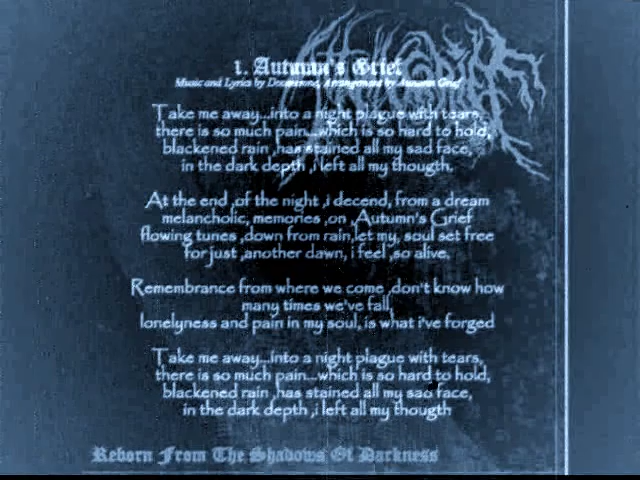 1. Autumn's Grief
Music and Lyrics by Doomsond, Arrangement by Autumn Grief
Take me away...into a night plague with tears,
there is so much pain...which is so hard to hold,
blackened rain ,has stained all my sad face,
in the dark depth ,i left all my thougth.
At the end ,of the night ,i decend, from a dream
melancholic, memories ,on ,Autumn's Grief
flowing tunes ,down from rain,let my, soul set free
for just ,another dawn, i feel ,so alive.
Remembrance from where we come ,don't know how
many times we've fall,
lonelyness and pain in my soul, is what i've forged
Take me away...into a night plague with tears,
there is so much pain...which is so hard to hold,
blackened rain ,has stained all my sad face,
in the dark depth ,i left all my thougth
Reborn From The Shadows Of Darkness